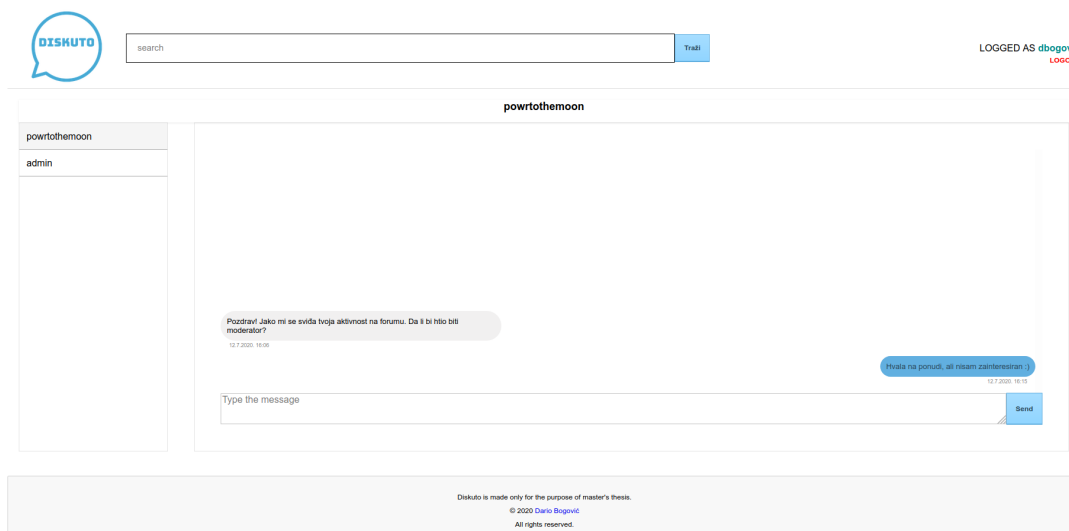 DISKUTO
search
Traži
LOGGED AS dbogov
LOGO
powrtothemoon
powrtothemoon
admin
Pozdrav! Jako mi se sviđa tvoja aktivnost na forumu. Da li bi htio biti
moderator?
12.7.2020. 16:06
Hvala na ponudi, ali nisam zainteresiran :)
12.7.2020. 16:15
Type the message
Send
Diskuto is made only for the purpose of master's thesis.
© 2020 Dario Bogović
All rights reserved.